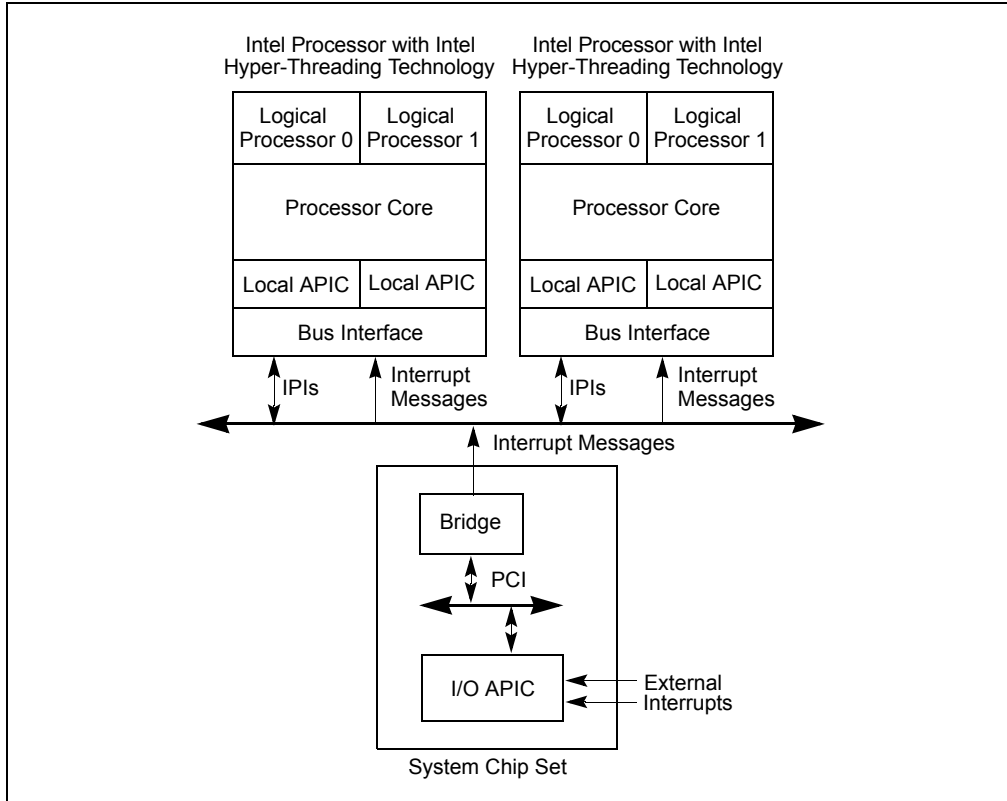 Intel Processor with Intel
Hyper-Threading Technology
Intel Processor with Intel
Hyper-Threading Technology
Logical
Processor 0
Logical
Processor 1
Logical
Processor 0
Logical
Processor 1
Processor Core
Processor Core
Local APIC
Local APIC
Local APIC
Local APIC
Bus Interface
Bus Interface
IPIs
Interrupt
Messages
IPIs
Interrupt
Messages
Interrupt Messages
Bridge
PCI
I/O APIC
External
Interrupts
System Chip Set